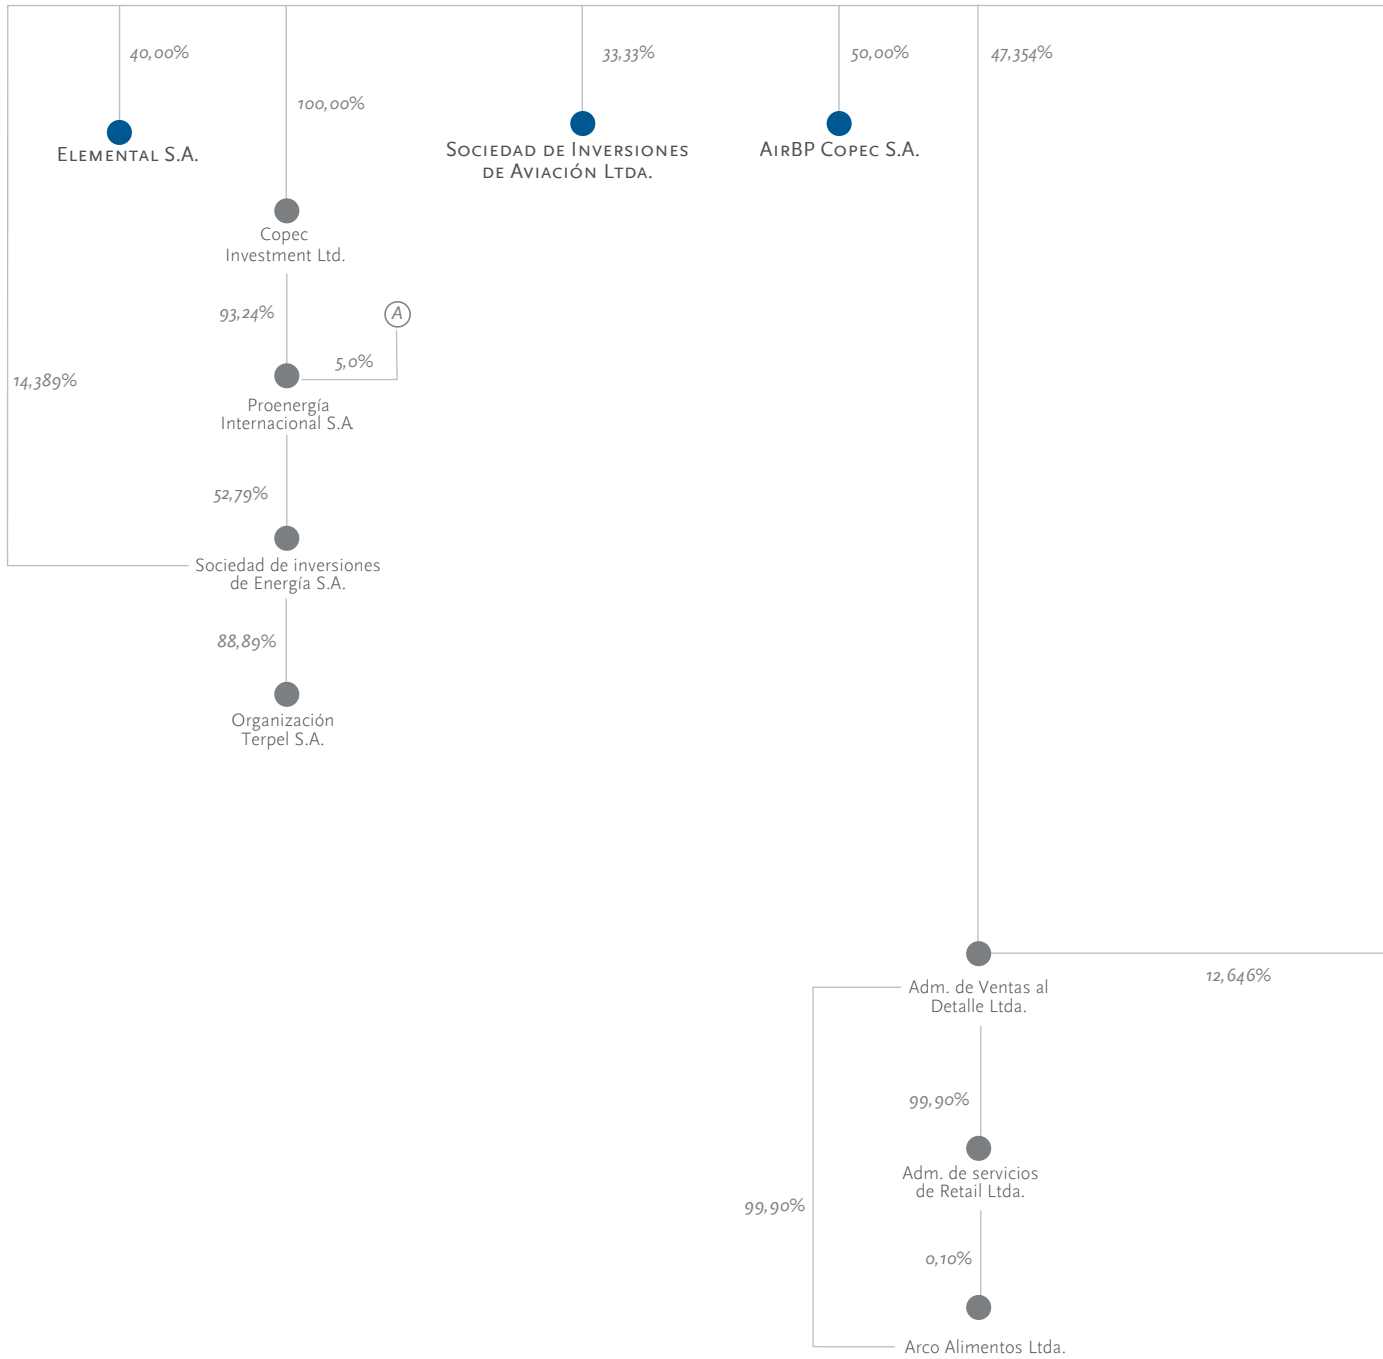 40,00%
33,33%
50,00%
47,354%
100,00%
Elemental S.A.
Sociedad de Inversiones
de Aviación Ltda.
AirBP Copec S.A.
Copec
Investment Ltd.
93,24%
A
5,0%
14,389%
Proenergía
Internacional S.A.
52,79%
Sociedad de inversiones
de Energía S.A.
88,89%
Organización
Terpel S.A.
12,646%
Adm. de Ventas al
Detalle Ltda.
99,90%
Adm. de servicios
de Retail Ltda.
99,90%
0,10%
Arco Alimentos Ltda.